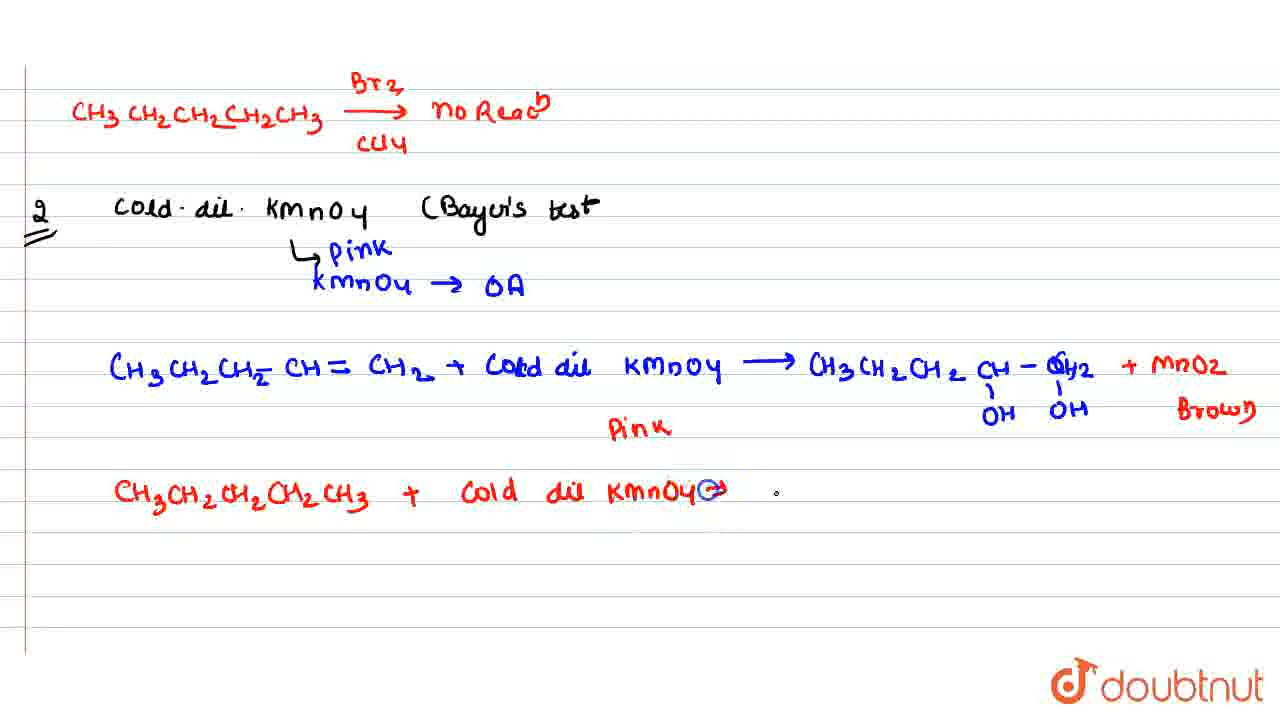 Br2
CH3 CH2 CH2 CH2 CH3 → No Reacn
CCl4
2 Cold. dil. KMnO4 (Bayer's test
↳ Pink
KMnO4 → OA
CH3 CH2 CH2 - CH = CH2 + Cold dil KMnO4 → CH3 CH2 CH2 CH - CH2 + MnO2
OH OH Brown
Pink
CH3 CH2 CH2 CH2 CH3 + Cold dil KMnO4 →
doubtnut